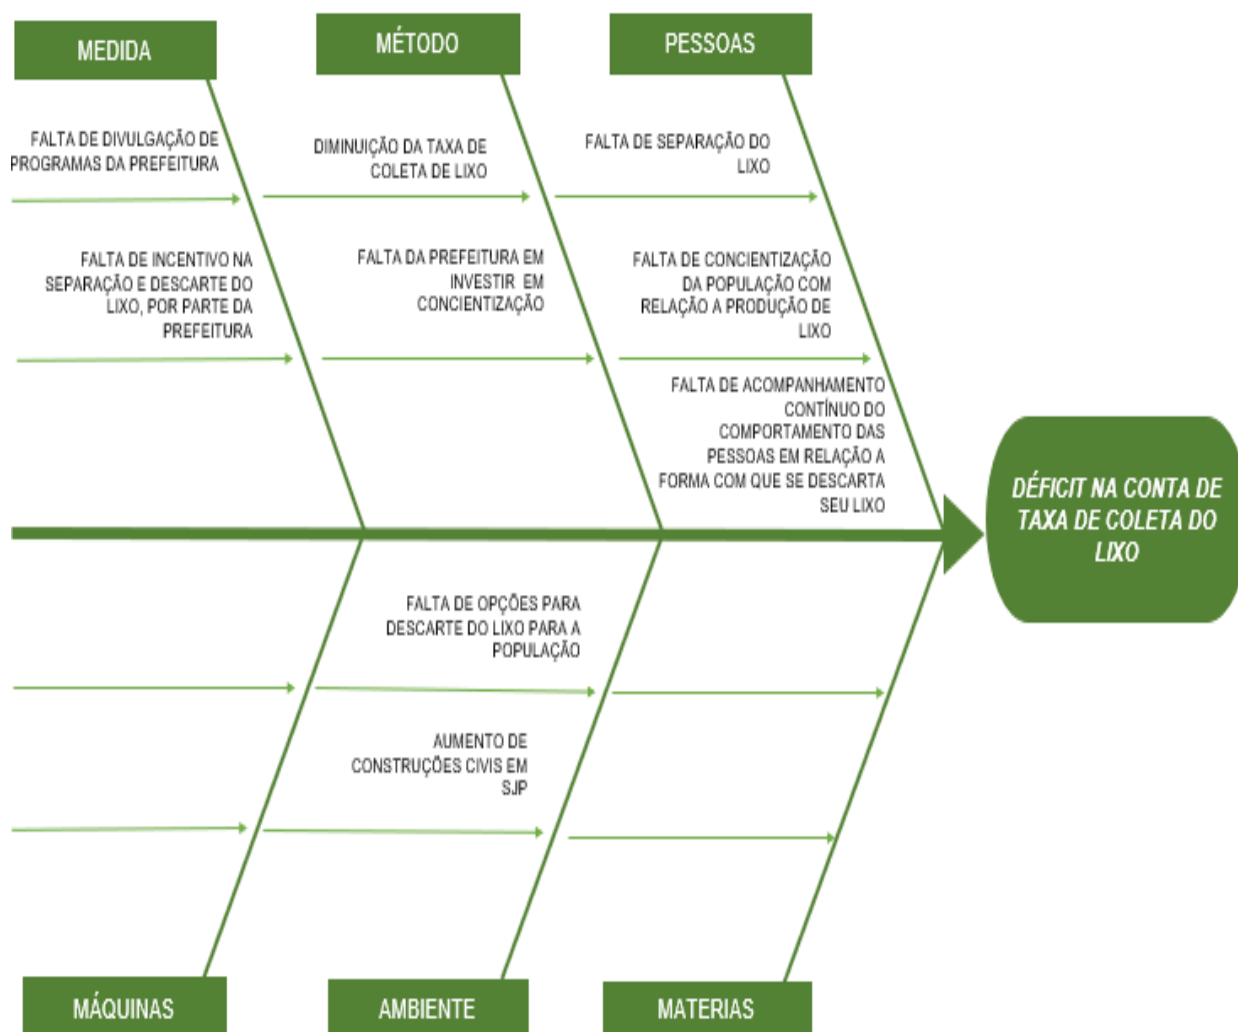 MEDIDA
MÉTODO
PESSOAS
FALTA DE DIVULGAÇÃO DE
PROGRAMAS DA PREFEITURA
DIMINUIÇÃO DA TAXA DE
COLETA DE LIXO
FALTA DE SEPARAÇÃO DO
LIXO
FALTA DE INCENTIVO NA
SEPARAÇÃO E DESCARTE DO
LIXO, POR PARTE DA
PREFEITURA
FALTA DA PREFEITURA EM
INVESTIR EM
CONCIENTIZAÇÃO
FALTA DE CONCIENTIZAÇÃO
DA POPULAÇÃO COM
RELAÇÃO A PRODUÇÃO DE
LIXO
FALTA DE ACOMPANHAMENTO
CONTÍNUO DO
COMPORTAMENTO DAS
PESSOAS EM RELAÇÃO A
FORMA COM QUE SE DESCARTA
SEU LIXO
DÉFICIT NA CONTA DE
TAXA DE COLETA DO
LIXO
FALTA DE OPÇÕES PARA
DESCARTE DO LIXO PARA A
POPULAÇÃO
AUMENTO DE
CONSTRUÇÕES CIVIS EM
SJP
MÁQUINAS
AMBIENTE
MATERIAS